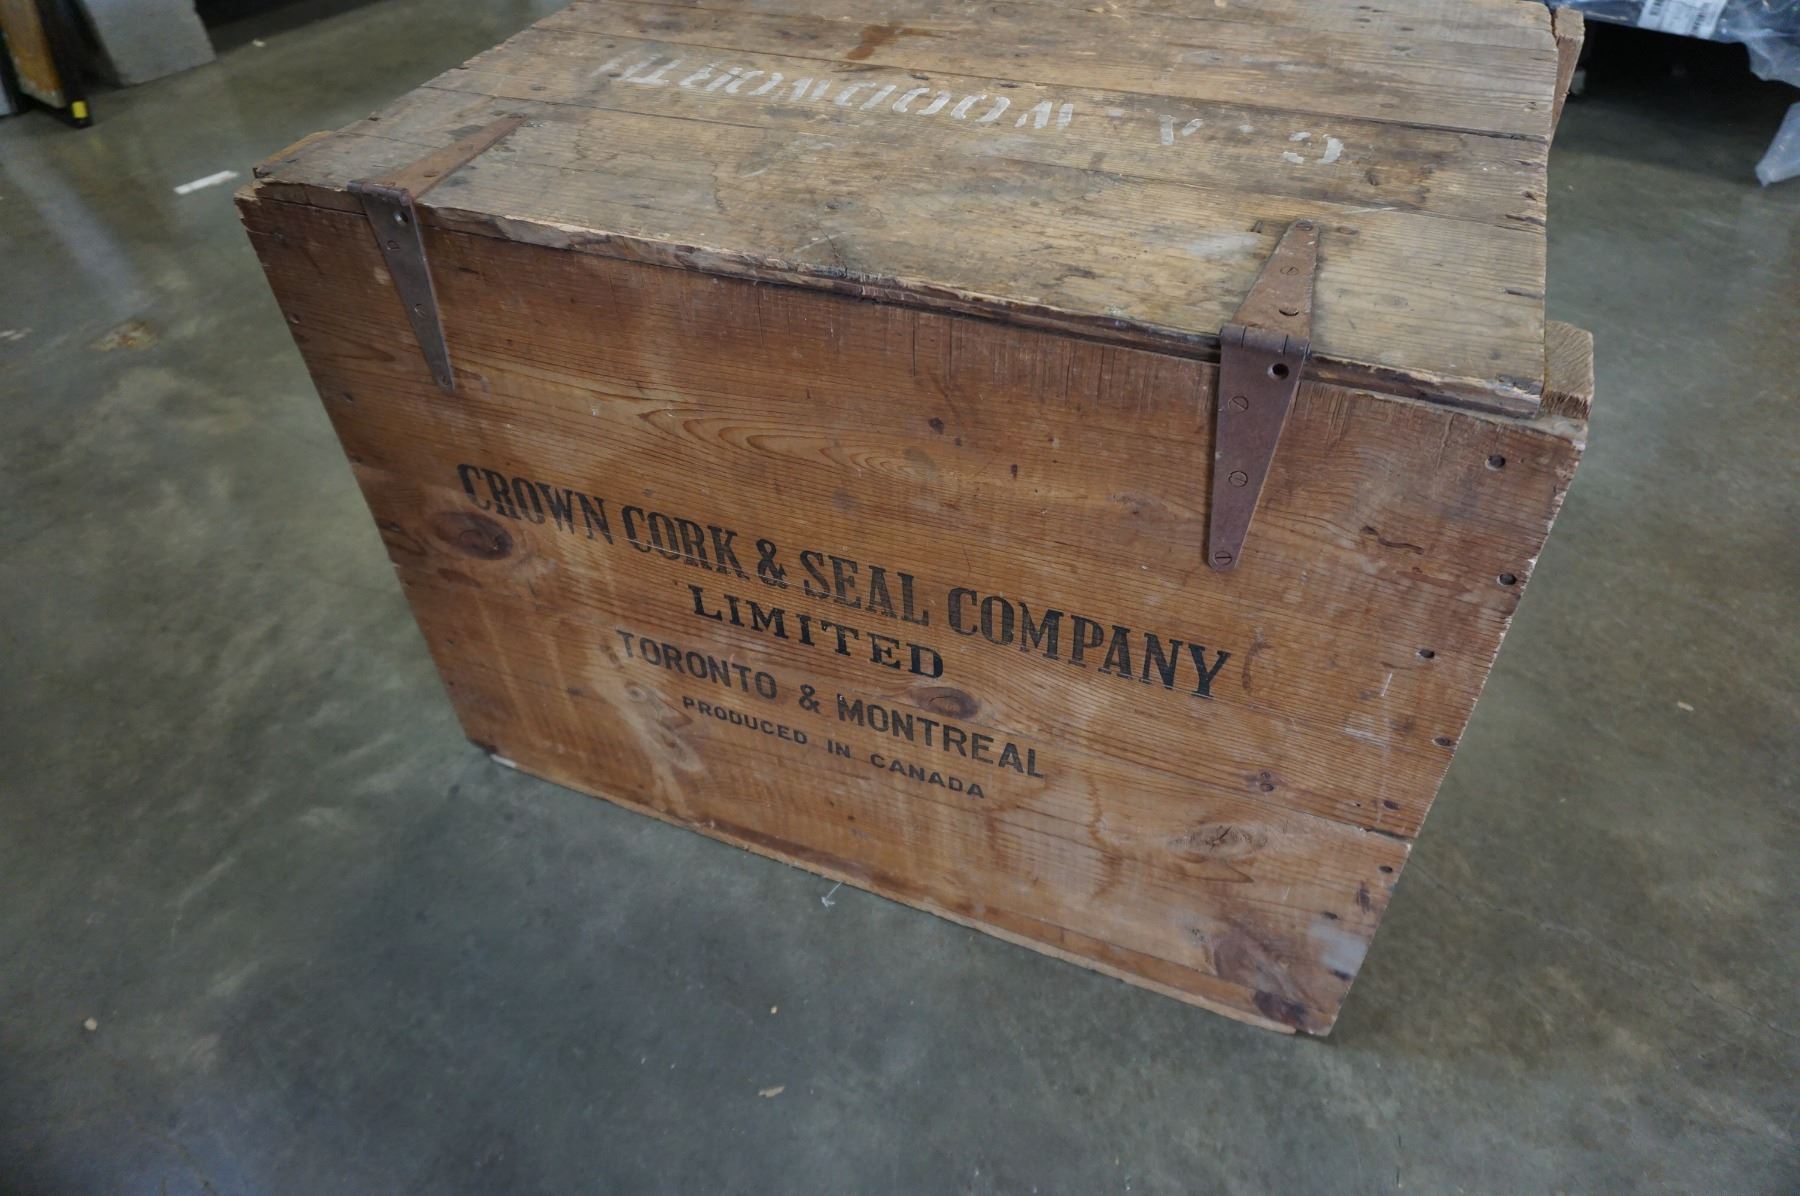 C. A. WOODWORTH
CROWN CORK & SEAL COMPANY
LIMITED
TORONTO & MONTREAL
PRODUCED IN CANADA